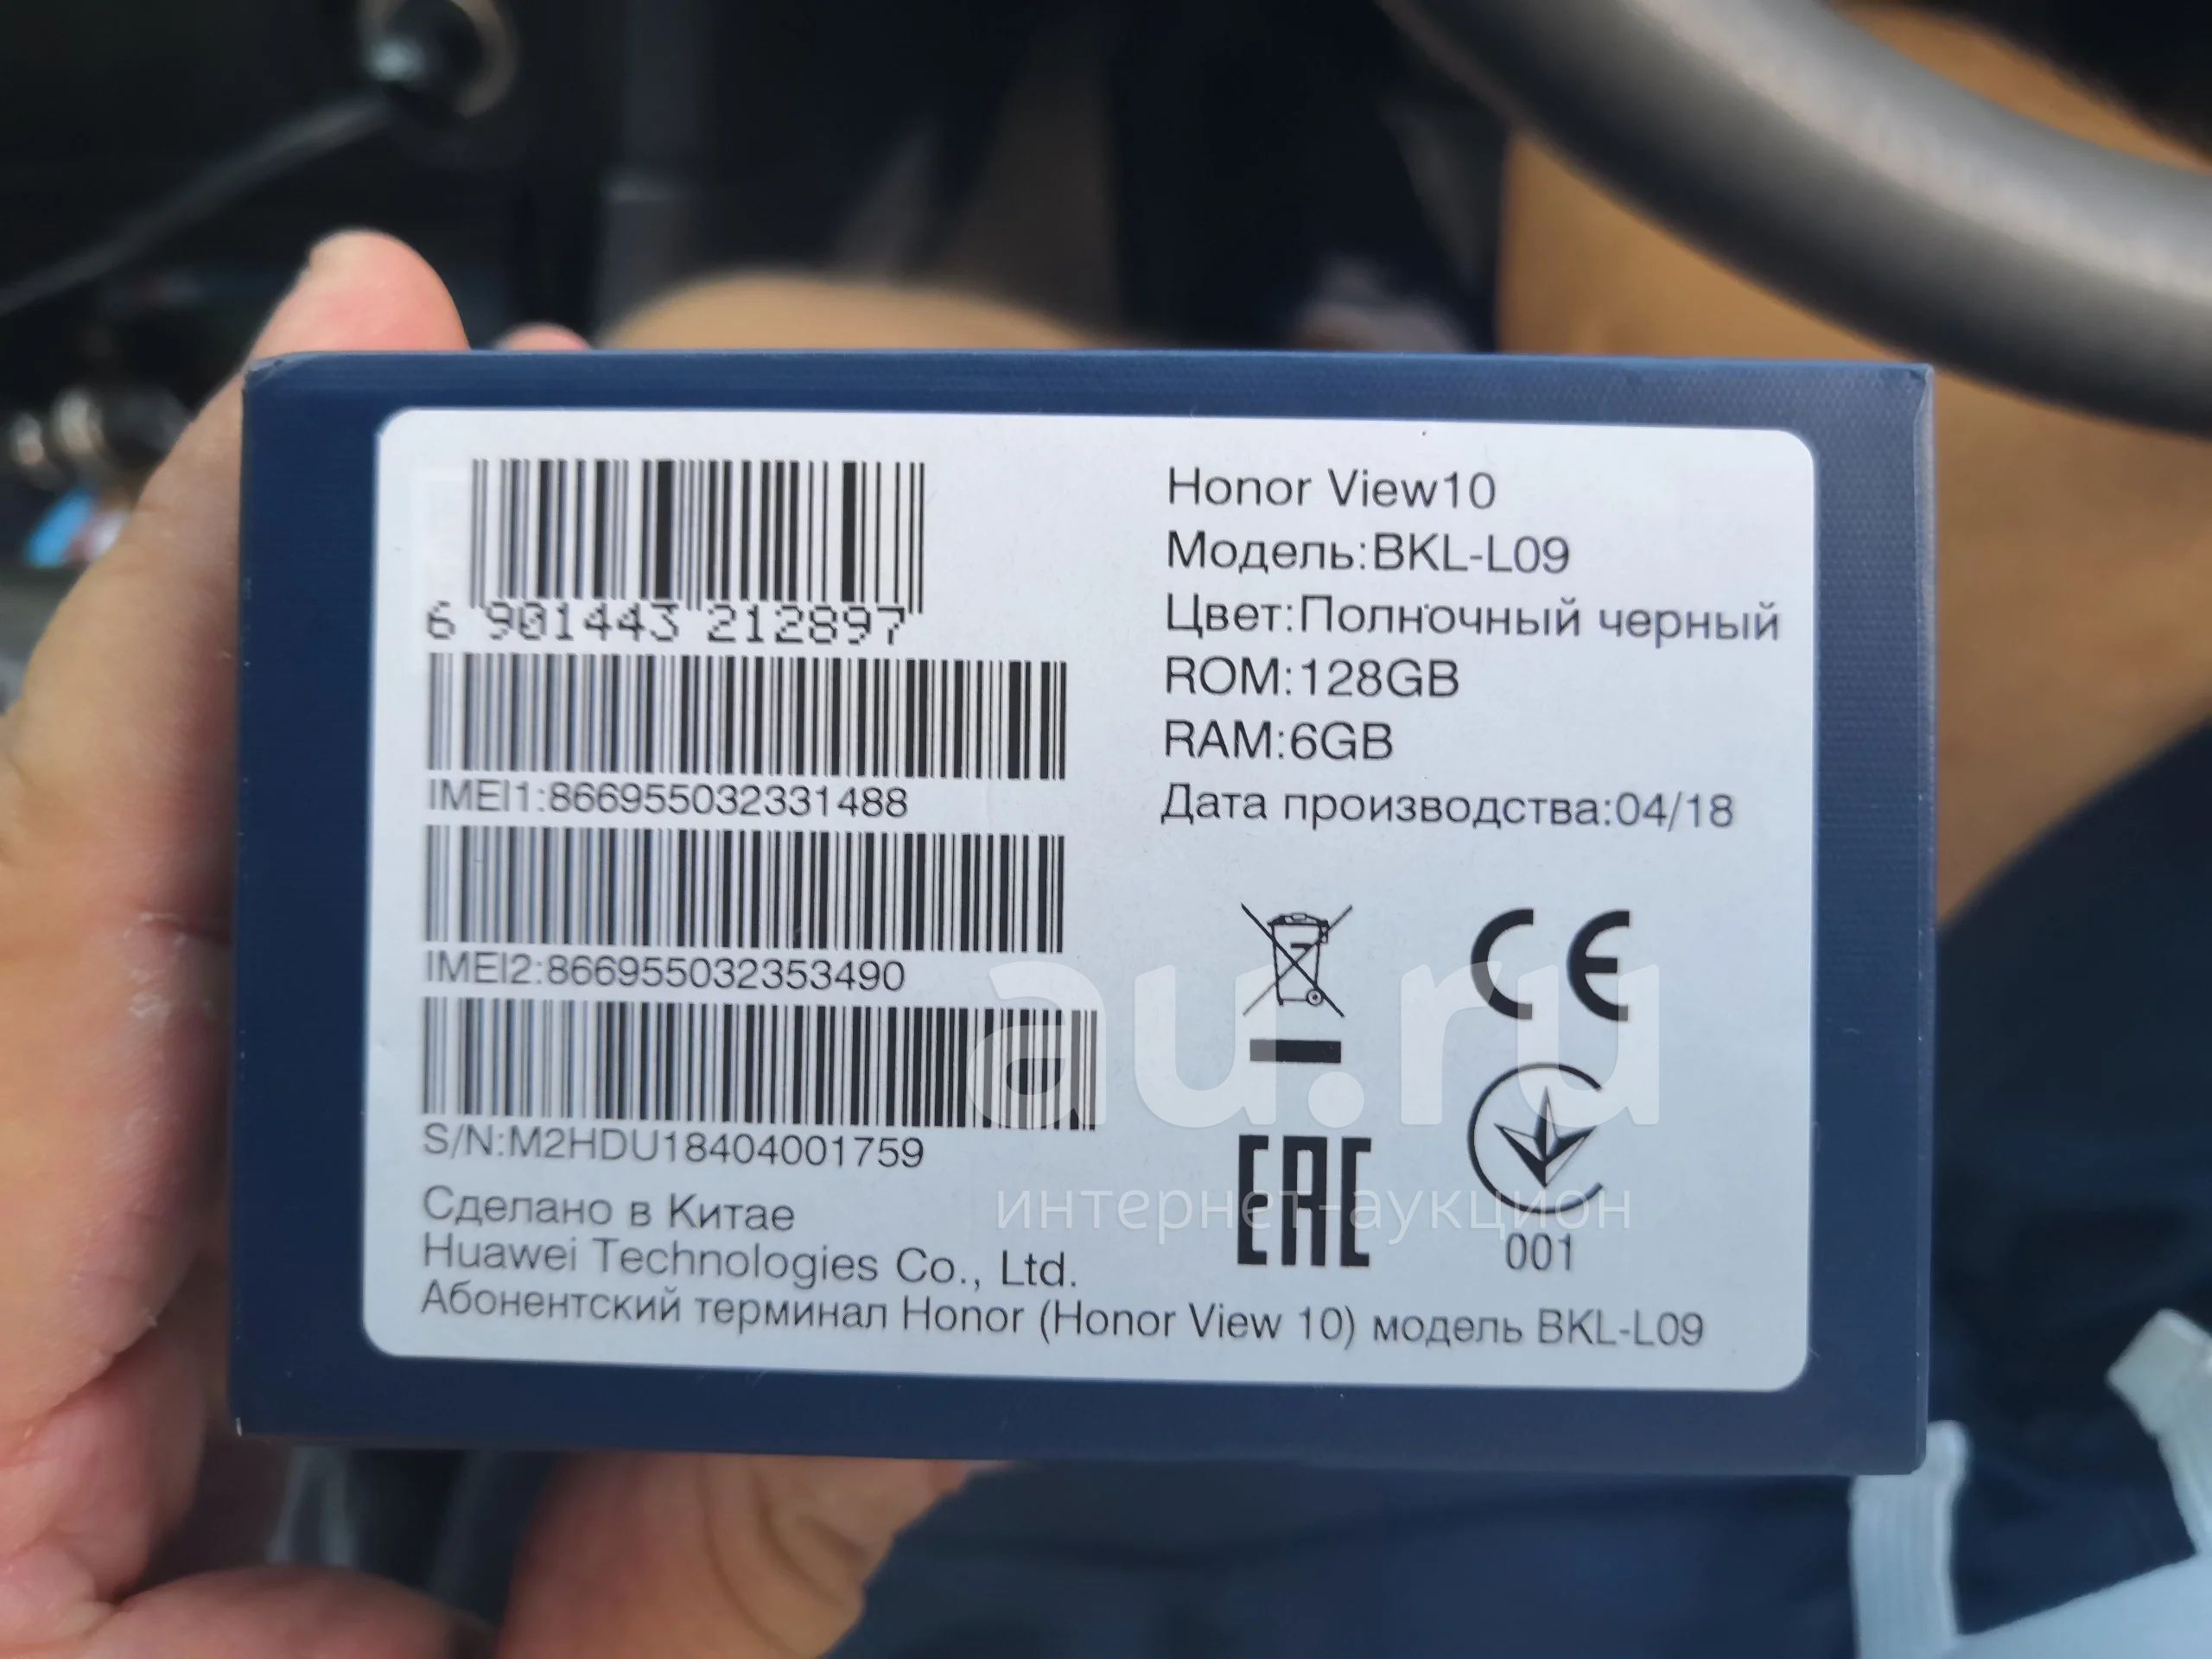 6 901443 212897
IMEI1:866955032331488
IMEI2:866955032353490
S/N:M2HDU18404001759
Сделано в Китае
Huawei Technologies Co., Ltd.
Абонентский терминал Honor (Honor View 10) модель BKL-L09
Honor View10
Модель:BKL-L09
Цвет:Полночный черный
ROM:128GB
RAM:6GB
Дата производства:04/18
CE
EAC
001
au.ru
интернет-аукцион